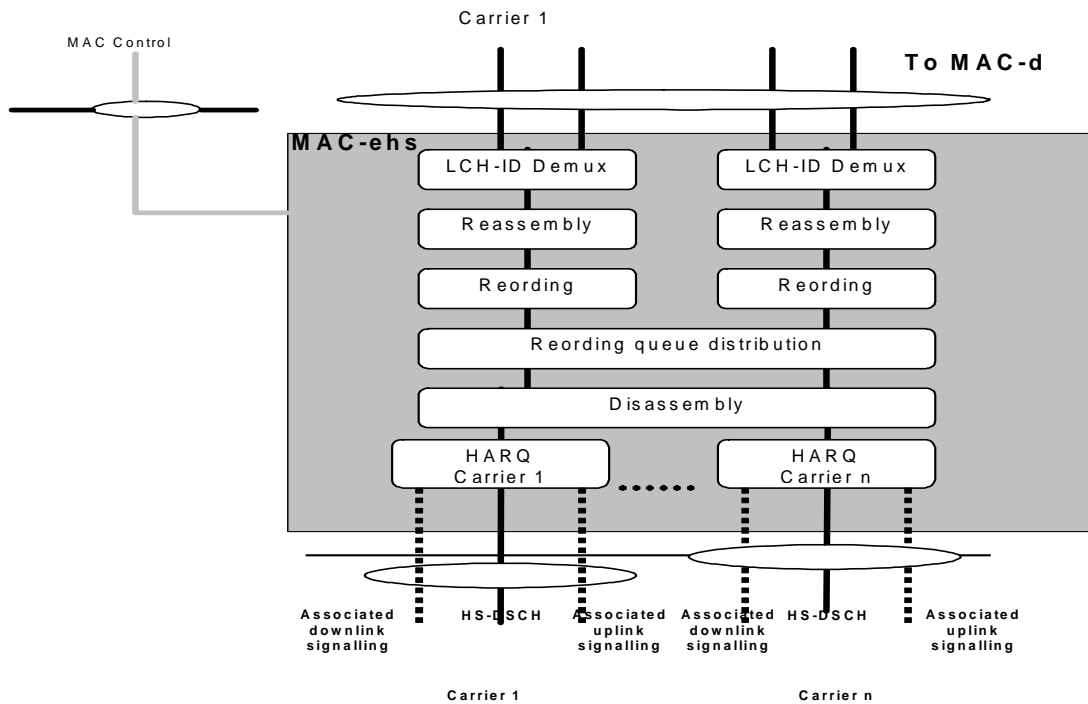 Carrier 1
MAC Control
To MAC-d
MAC-ehs
LCH-ID Demux
LCH-ID Demux
Reassembly
Reassembly
Reording
Reording
Reording queue distribution
Disassembly
HARQ
Carrier 1
HARQ
Carrier n
Associated
downlink
signalling
HS-DSCH
Associated
uplink
signalling
Associated
downlink
signalling
HS-DSCH
Associated
uplink
signalling
Carrier 1
Carrier n